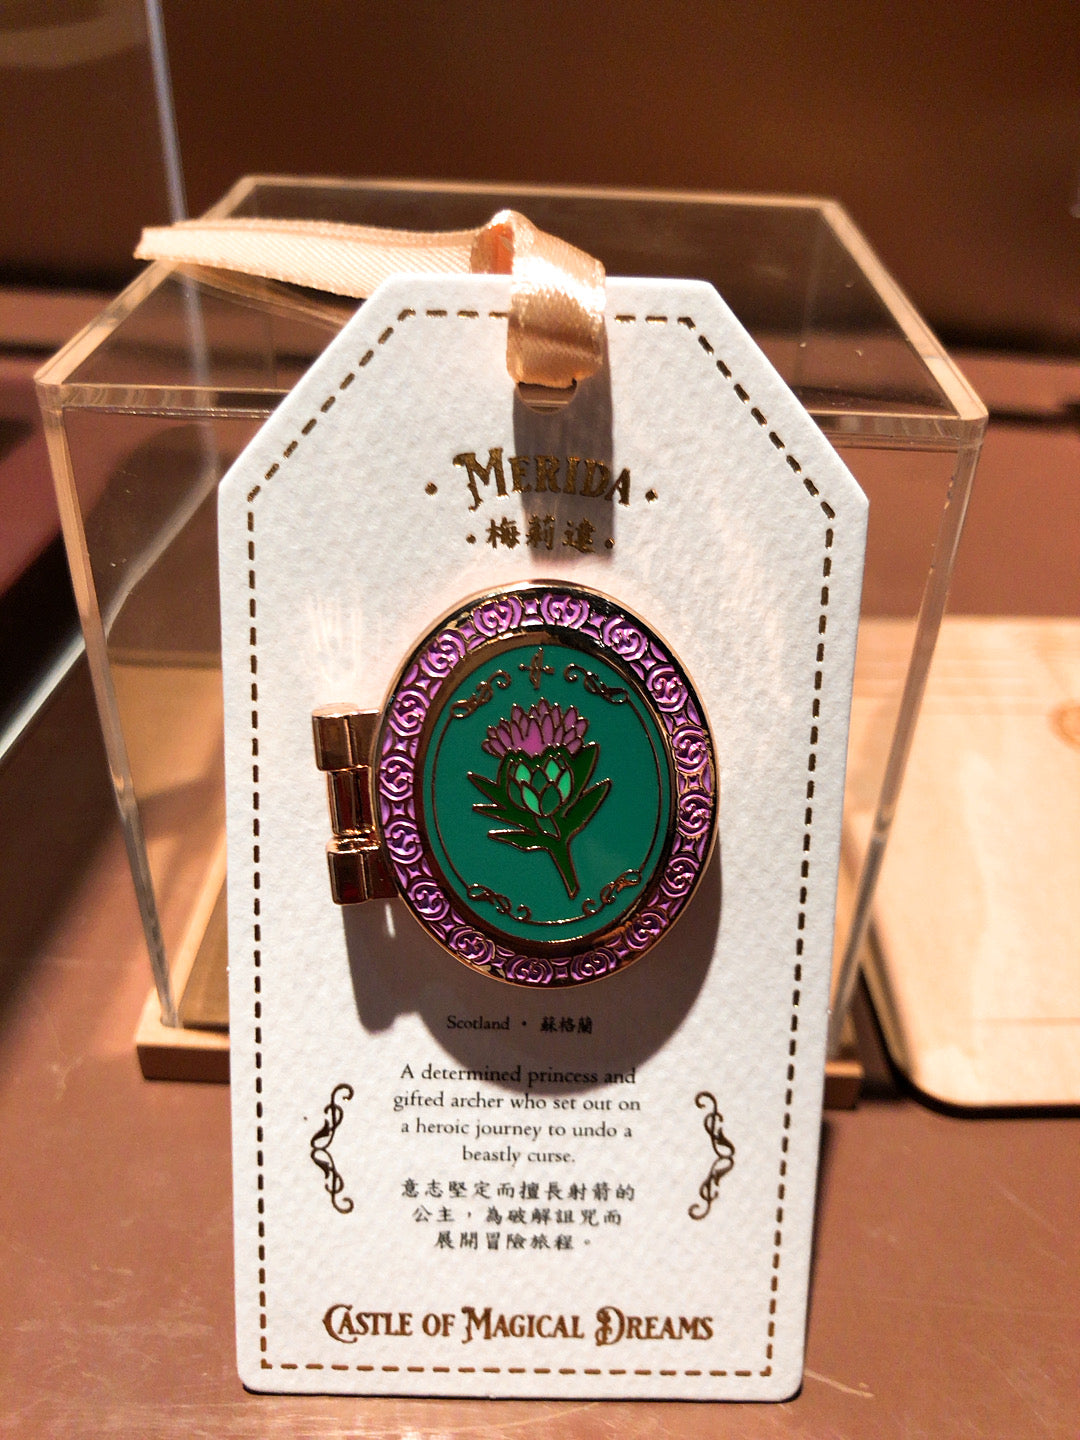 · MERIDA ·
· 梅莉達 ·
Scotland · 蘇格蘭
A determined princess and
gifted archer who set out on
a heroic journey to undo a
beastly curse.
意志堅定而擅長射箭的
公主，為破解詛咒而
展開冒險旅程。
CASTLE OF MAGICAL DREAMS